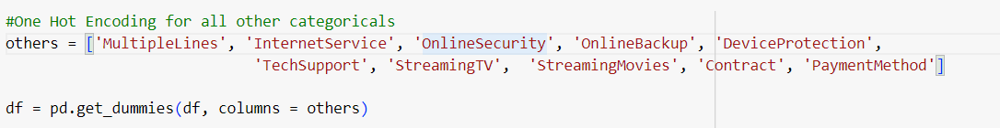 #One Hot Encoding for all other categoricals
others = ['MultipleLines', 'InternetService', 'OnlineSecurity', 'OnlineBackup', 'DeviceProtection',
'TechSupport', 'StreamingTV',  'StreamingMovies', 'Contract', 'PaymentMethod']
df = pd.get_dummies(df, columns = others)